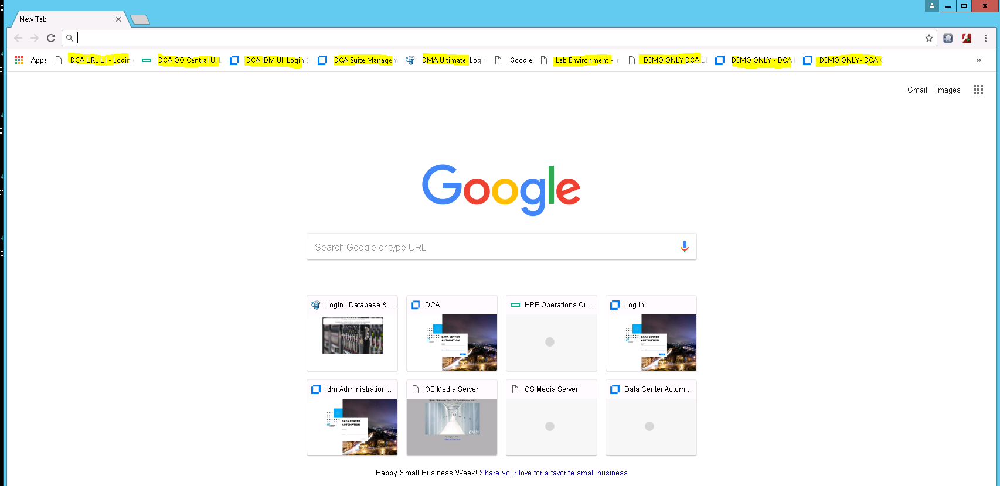 New Tab
Apps DCA URL UI - Login DCA OO Central UI DCA IDM UI Login DCA Suite Managem DMA Ultimate Login Google Lab Environment - DEMO ONLY DCA U DEMO ONLY - DCA DEMO ONLY- DCA »
Gmail Images
Google
Search Google or type URL
Login | Database & ... DCA HPE Operations Or... Log In
DATA CENTER AUTOMATION DATA CENTER AUTOMATION
Idm Administration ... OS Media Server OS Media Server Data Center Autom...
DATA CENTER AUTOMATION
Happy Small Business Week! Share your love for a favorite small business